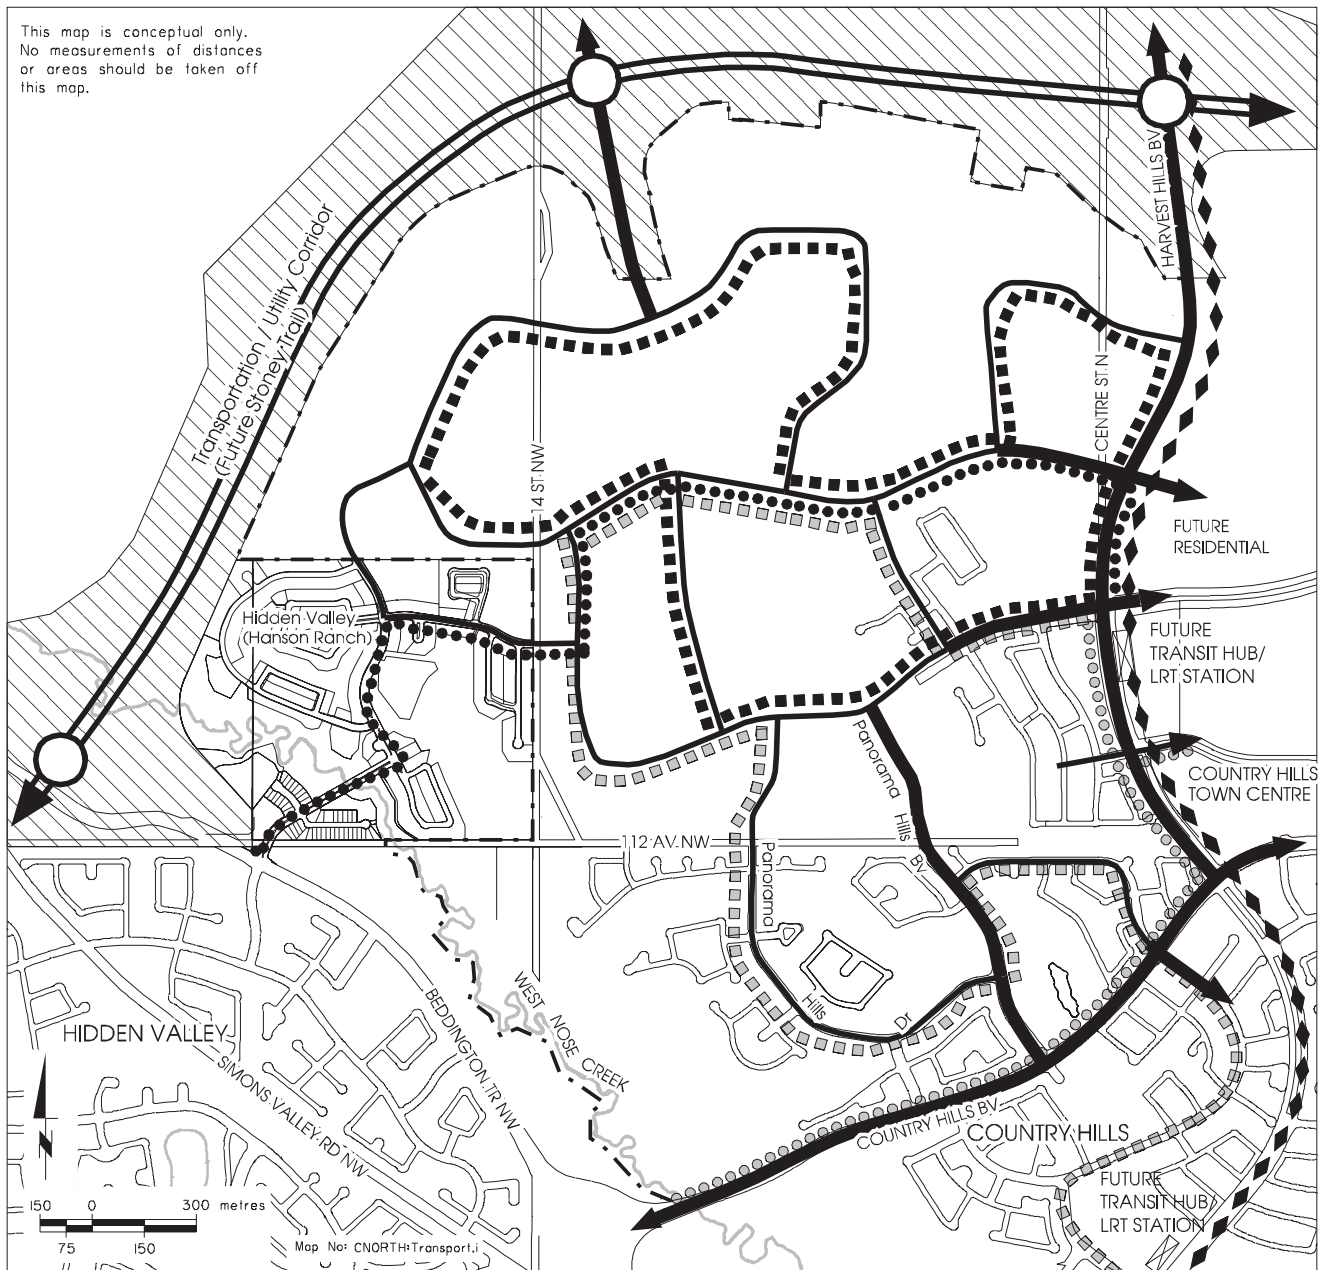 This map is conceptual only.
No measurements of distances
or areas should be taken off
this map.
HARVEST HILLS BV
Transportation / Utility Corridor
(Future Stoney Trail)
CENTRE ST. N
14 ST. NW
FUTURE
RESIDENTIAL
Hidden Valley
(Hanson Ranch)
FUTURE
TRANSIT HUB/
LRT STATION
Panorama Hills BV
COUNTRY HILLS
TOWN CENTRE
112 AV. NW
Panorama Hills Dr
WEST NOSE CREEK
BEDDINGTON TR NW
HIDDEN VALLEY
SIMONS VALLEY RD NW
COUNTRY HILLS BV
COUNTRY HILLS
FUTURE
TRANSIT HUB/
LRT STATION
150 0 300 metres
75 150
Map No: CNORTH:Transport.i